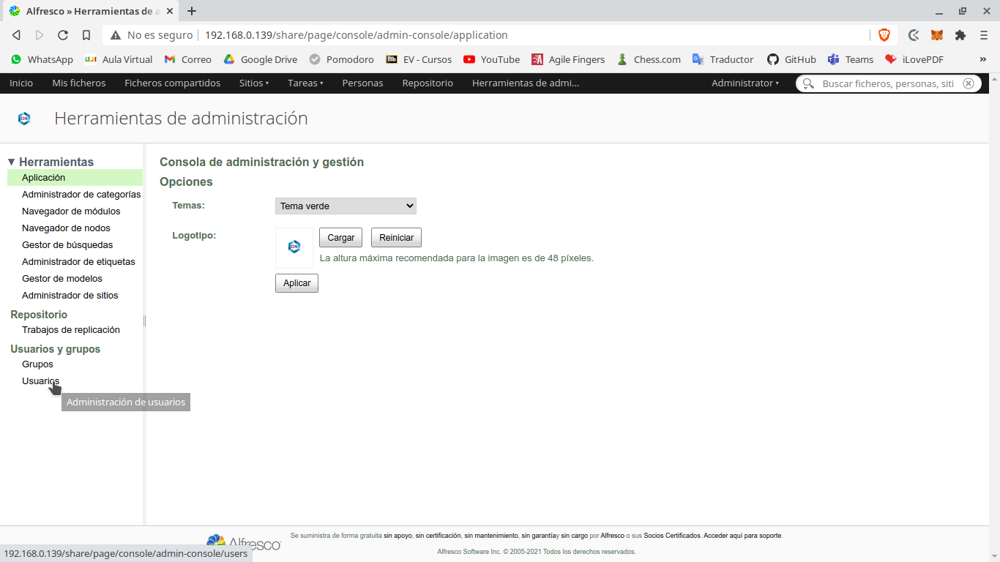 Alfresco » Herramientas de a
No es seguro 192.168.0.139/share/page/console/admin-console/application
WhatsApp Aula Virtual Correo Google Drive Pomodoro Bb EV - Cursos YouTube Agile Fingers Chess.com Traductor GitHub Teams iLovePDF »
Inicio Mis ficheros Ficheros compartidos Sitios Tareas Personas Repositorio Herramientas de admi... Administrator Buscar ficheros, personas, siti
DS Herramientas de administración
Herramientas
Aplicación
Administrador de categorías
Navegador de módulos
Navegador de nodos
Gestor de búsquedas
Administrador de etiquetas
Gestor de modelos
Administrador de sitios
Repositorio
Trabajos de replicación
Usuarios y grupos
Grupos
Usuarios
Administración de usuarios
Consola de administración y gestión
Opciones
Temas: Tema verde
Logotipo: DS Cargar Reiniciar
La altura máxima recomendada para la imagen es de 48 píxeles.
Aplicar
Alfresco
Se suministra de forma gratuita sin apoyo, sin certificación, sin mantenimiento, sin garantíay sin cargo por Alfresco o sus Socios Certificados. Acceder aquí para soporte.
Alfresco Software Inc. © 2005-2021 Todos los derechos reservados.
192.168.0.139/share/page/console/admin-console/users